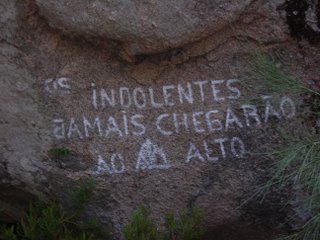 OS INDOLENTES
JAMAIS CHEGARÃO
AO ALTO